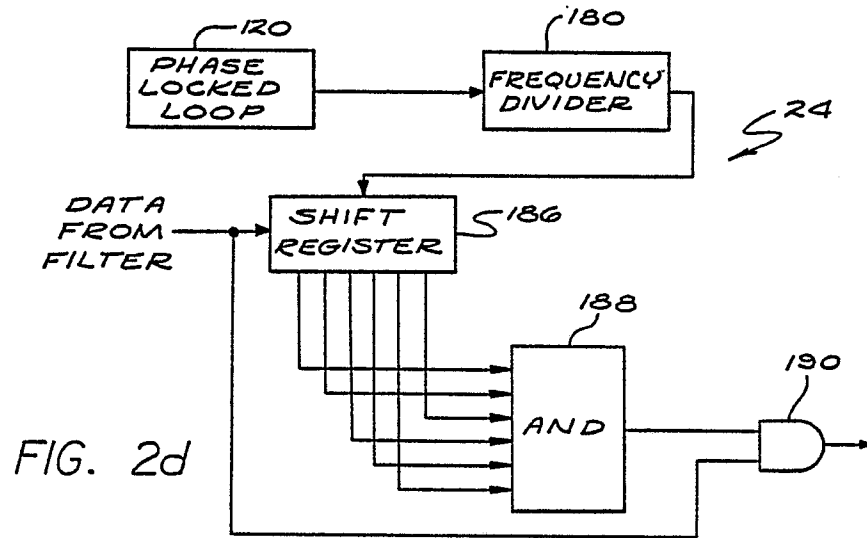 120
PHASE
LOCKED
LOOP
180
FREQUENCY
DIVIDER
24
DATA
FROM
FILTER
SHIFT
REGISTER
186
188
AND
190
FIG. 2d